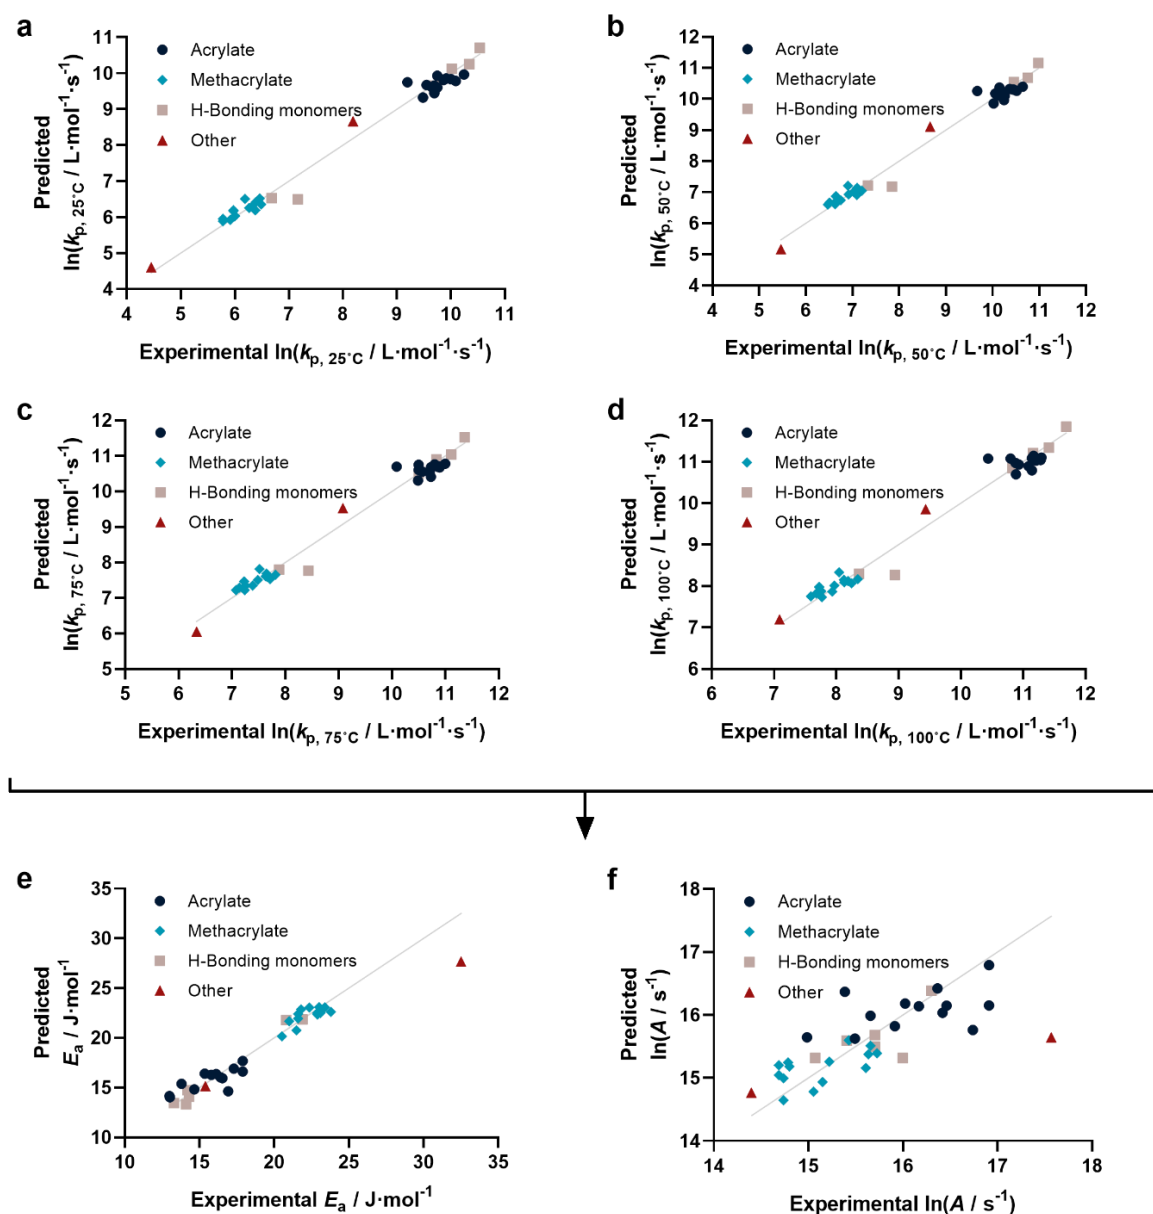 a
Predicted
ln(kp, 25°C / L·mol-1·s-1)
11
10
9
8
7
6
5
4
Acrylate
Methacrylate
H-Bonding monomers
Other
4 5 6 7 8 9 10 11
Experimental ln(kp, 25°C / L·mol-1·s-1)
b
Predicted
ln(kp, 50°C / L·mol-1·s-1)
12
11
10
9
8
7
6
5
4
Acrylate
Methacrylate
H-Bonding monomers
Other
4 5 6 7 8 9 10 11 12
Experimental ln(kp, 50°C / L·mol-1·s-1)
c
Predicted
ln(kp, 75°C / L·mol-1·s-1)
12
11
10
9
8
7
6
5
Acrylate
Methacrylate
H-Bonding monomers
Other
5 6 7 8 9 10 11 12
Experimental ln(kp, 75°C / L·mol-1·s-1)
d
Predicted
ln(kp, 100°C / L·mol-1·s-1)
12
11
10
9
8
7
6
Acrylate
Methacrylate
H-Bonding monomers
Other
6 7 8 9 10 11 12
Experimental ln(kp, 100°C / L·mol-1·s-1)
e
Predicted
Ea / J·mol-1
35
30
25
20
15
10
Acrylate
Methacrylate
H-Bonding monomers
Other
10 15 20 25 30 35
Experimental Ea / J·mol-1
f
Predicted
ln(A / s-1)
18
17
16
15
14
Acrylate
Methacrylate
H-Bonding monomers
Other
14 15 16 17 18
Experimental ln(A / s-1)